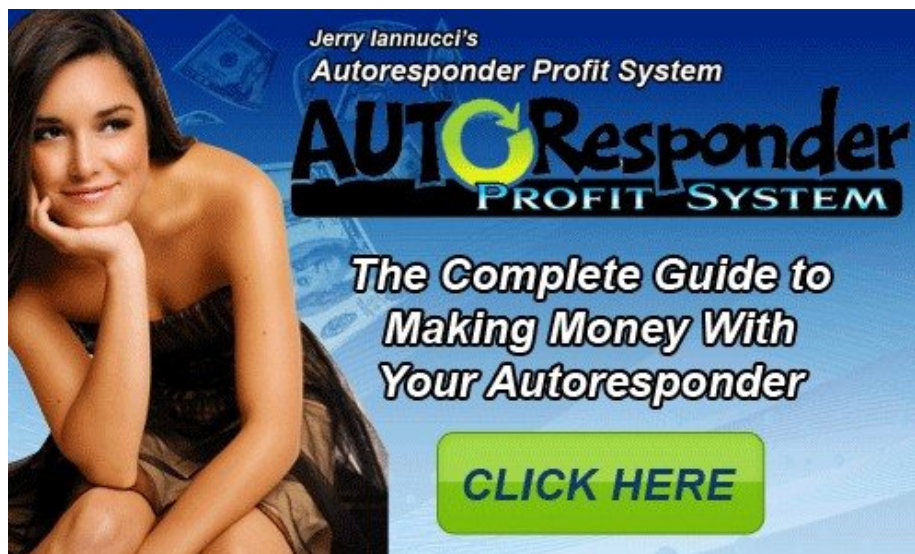 Jerry Iannucci's
Autoresponder Profit System
AUTOResponder
PROFIT SYSTEM
The Complete Guide to
Making Money With
Your Autoresponder
CLICK HERE